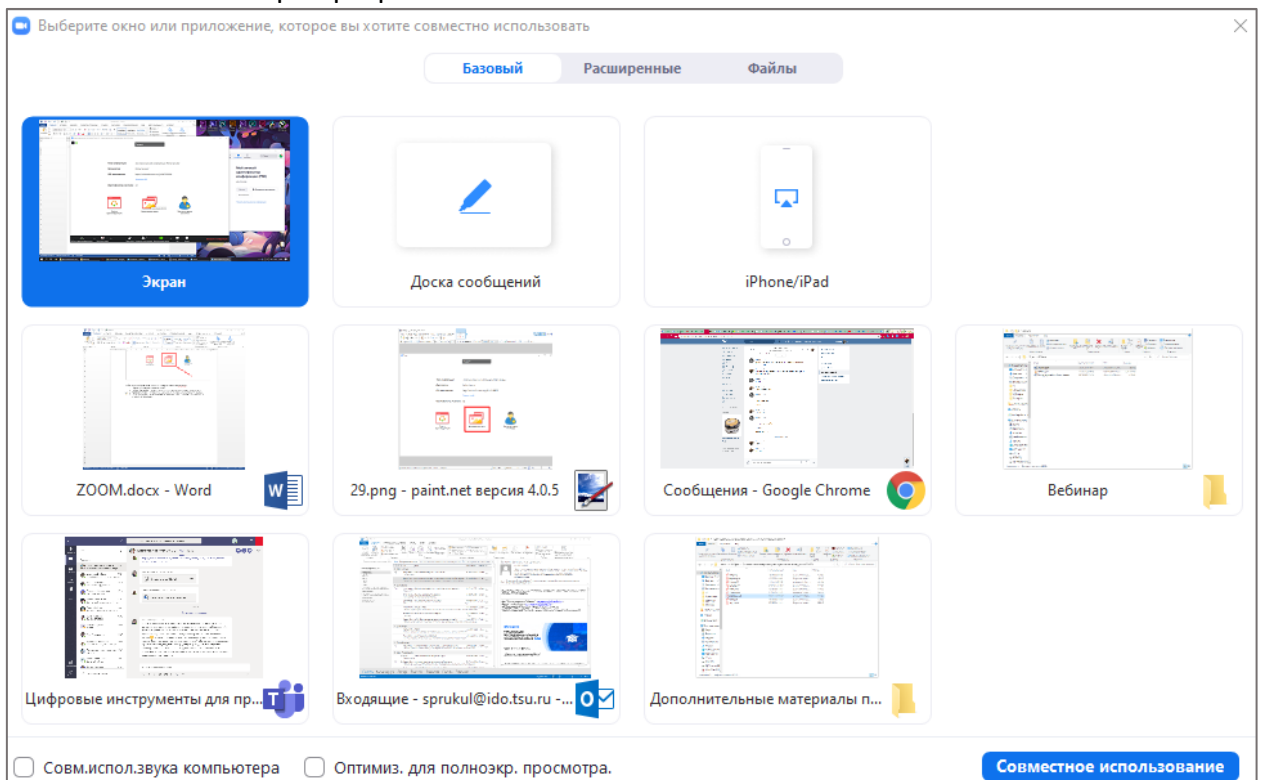 Выберите окно или приложение, которое вы хотите совместно использовать
Базовый Расширенные Файлы
Экран
Доска сообщений
iPhone/iPad
ZOOM.docx - Word
29.png - paint.net версия 4.0.5
Сообщения - Google Chrome
Вебинар
Цифровые инструменты для пр...
Входящие - sprukul@ido.tsu.ru -...
Дополнительные материалы п...
Совм.испол.звука компьютера
Оптимиз. для полноэкр. просмотра.
Совместное использование